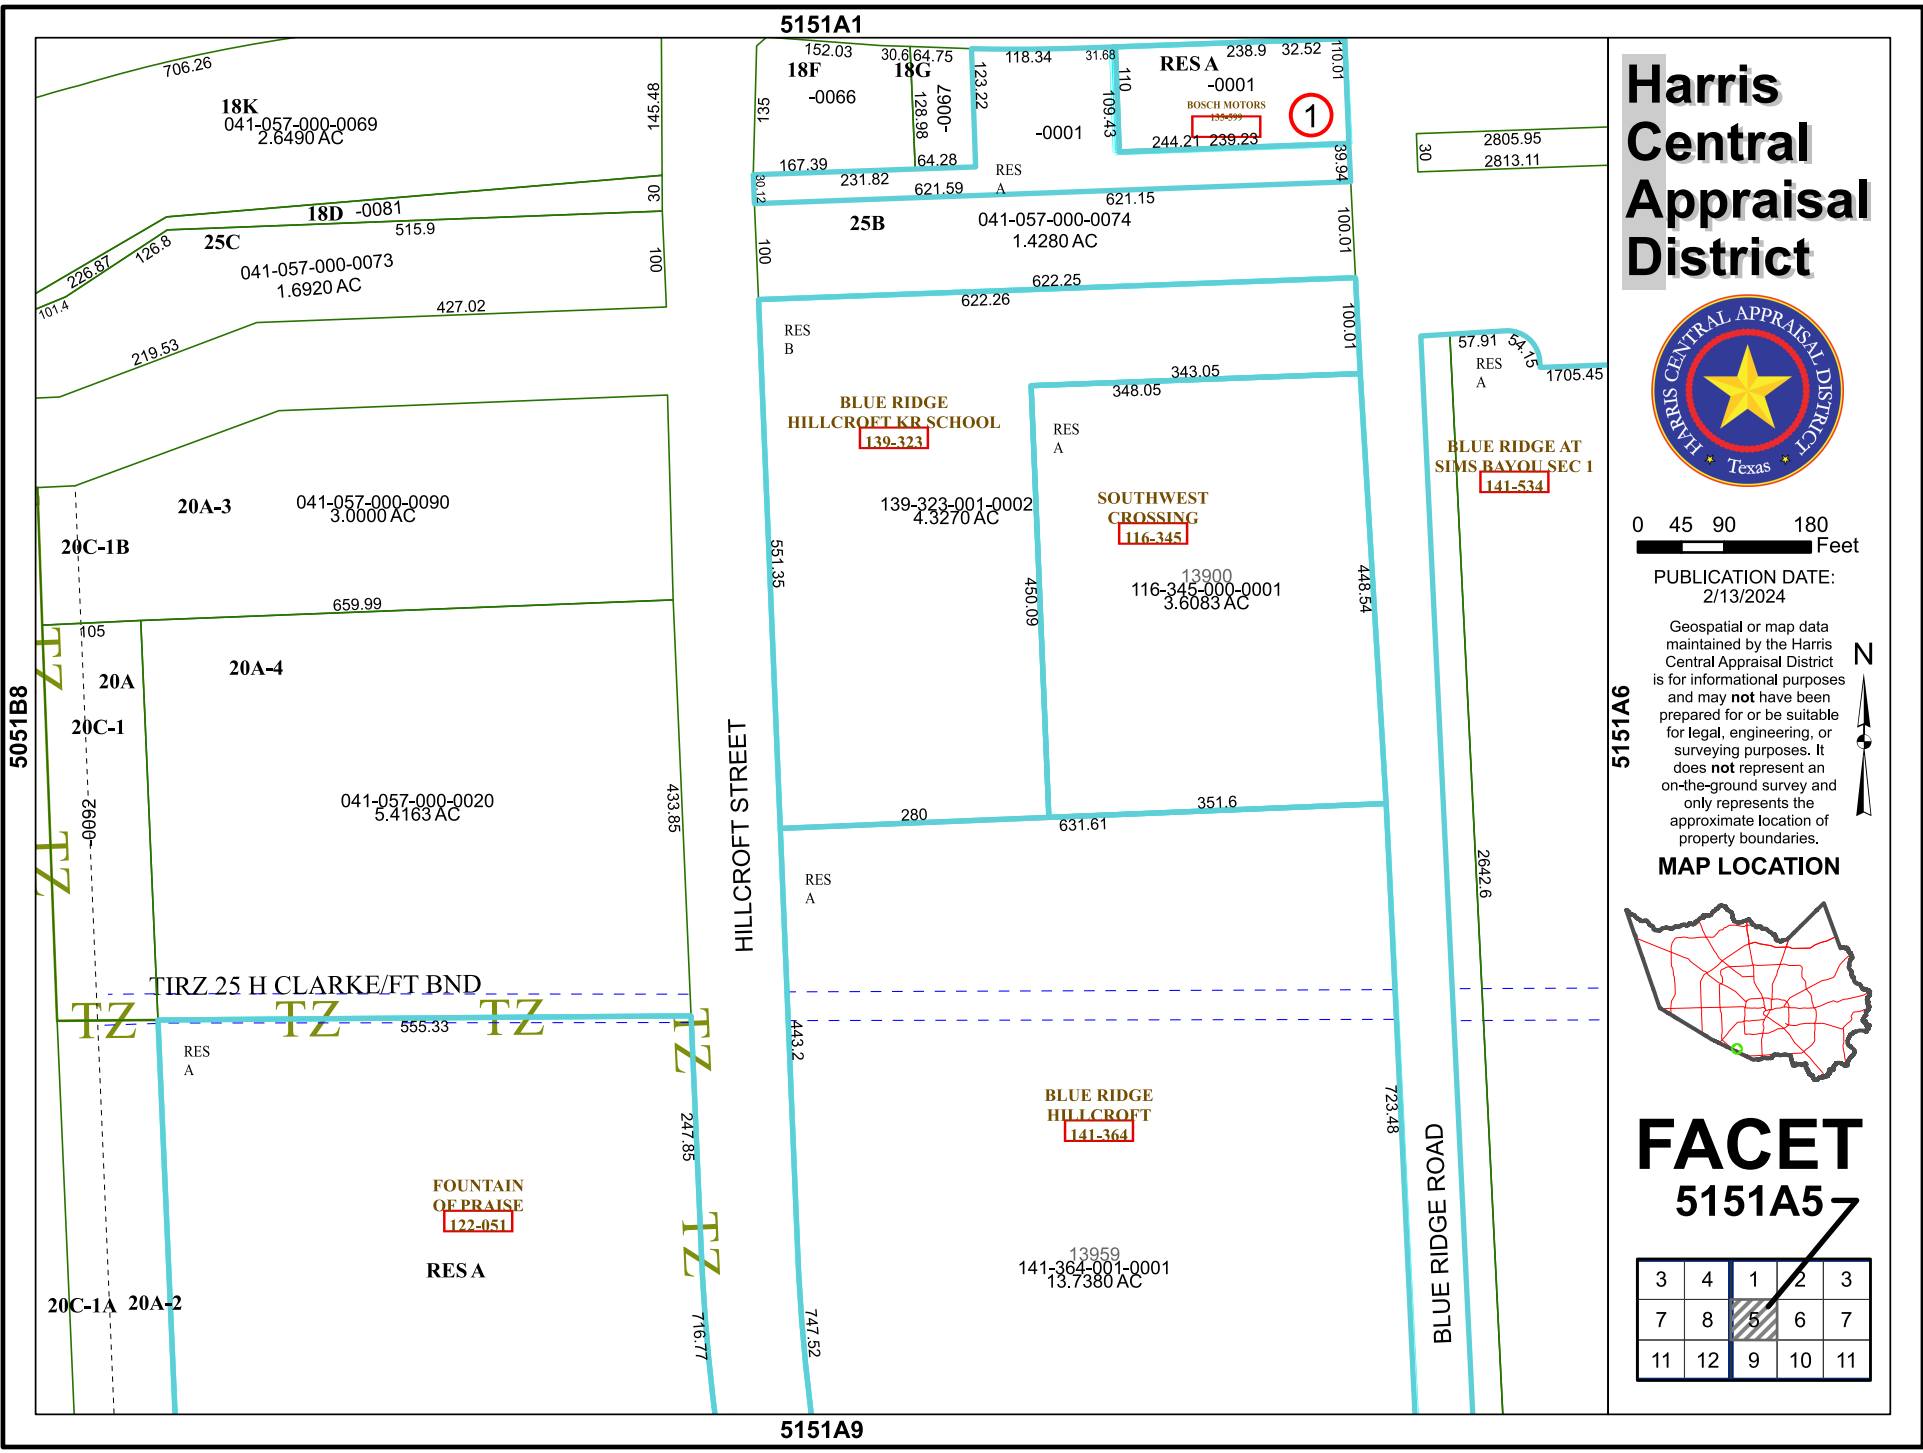 5151A1
706.26
18K
041-057-000-0069
2.6490 AC
145.48
18D -0081
30
515.9
25C
126.8
226.87
101.4
041-057-000-0073
1.6920 AC
100
427.02
219.53
152.03
30.6
64.75
18F
18G
-0066
135
128.98
-0067
123.22
118.34
31.68
110
109.43
-0001
RES A
238.9
32.52
110.01
-0001
BOSCH MOTORS
135-599
1
244.21
239.23
39.94
167.39
64.28
231.82
30.12
621.59
RES
A
621.15
25B
041-057-000-0074
1.4280 AC
100
100.01
622.25
622.26
30
2805.95
2813.11
RES
B
100.01
343.05
348.05
57.91
54.15
1705.45
RES
A
BLUE RIDGE
HILLCROFT KR SCHOOL
139-323
RES
A
BLUE RIDGE AT
SIMS BAYOU SEC 1
141-534
20A-3
041-057-000-0090
3.0000 AC
20C-1B
139-323-001-0002
4.3270 AC
SOUTHWEST
CROSSING
116-345
13900
116-345-000-0001
3.6083 AC
551.35
450.09
448.54
659.99
105
TZ
20A
20A-4
20C-1
-0092
TZ
041-057-000-0020
5.4163 AC
433.85
HILLCROFT STREET
280
351.6
631.61
2642.6
RES
A
TIRZ 25 H CLARKE/FT BND
TZ
TZ
TZ
TZ
555.33
RES
A
443.2
247.85
BLUE RIDGE
HILLCROFT
141-364
723.48
BLUE RIDGE ROAD
FOUNTAIN
OF PRAISE
122-051
TZ
RES A
13959
141-364-001-0001
13.7380 AC
20C-1A
20A-2
716.77
747.52
5051B8
5151A6
5151A9
Harris
Central
Appraisal
District
HARRIS CENTRAL APPRAISAL DISTRICT
Texas
0 45 90 180
Feet
PUBLICATION DATE:
2/13/2024
Geospatial or map data
maintained by the Harris
Central Appraisal District
is for informational purposes
and may not have been
prepared for or be suitable
for legal, engineering, or
surveying purposes. It
does not represent an
on-the-ground survey and
only represents the
approximate location of
property boundaries.
N
MAP LOCATION
FACET
5151A5
3 4 1 2 3
7 8 5 6 7
11 12 9 10 11